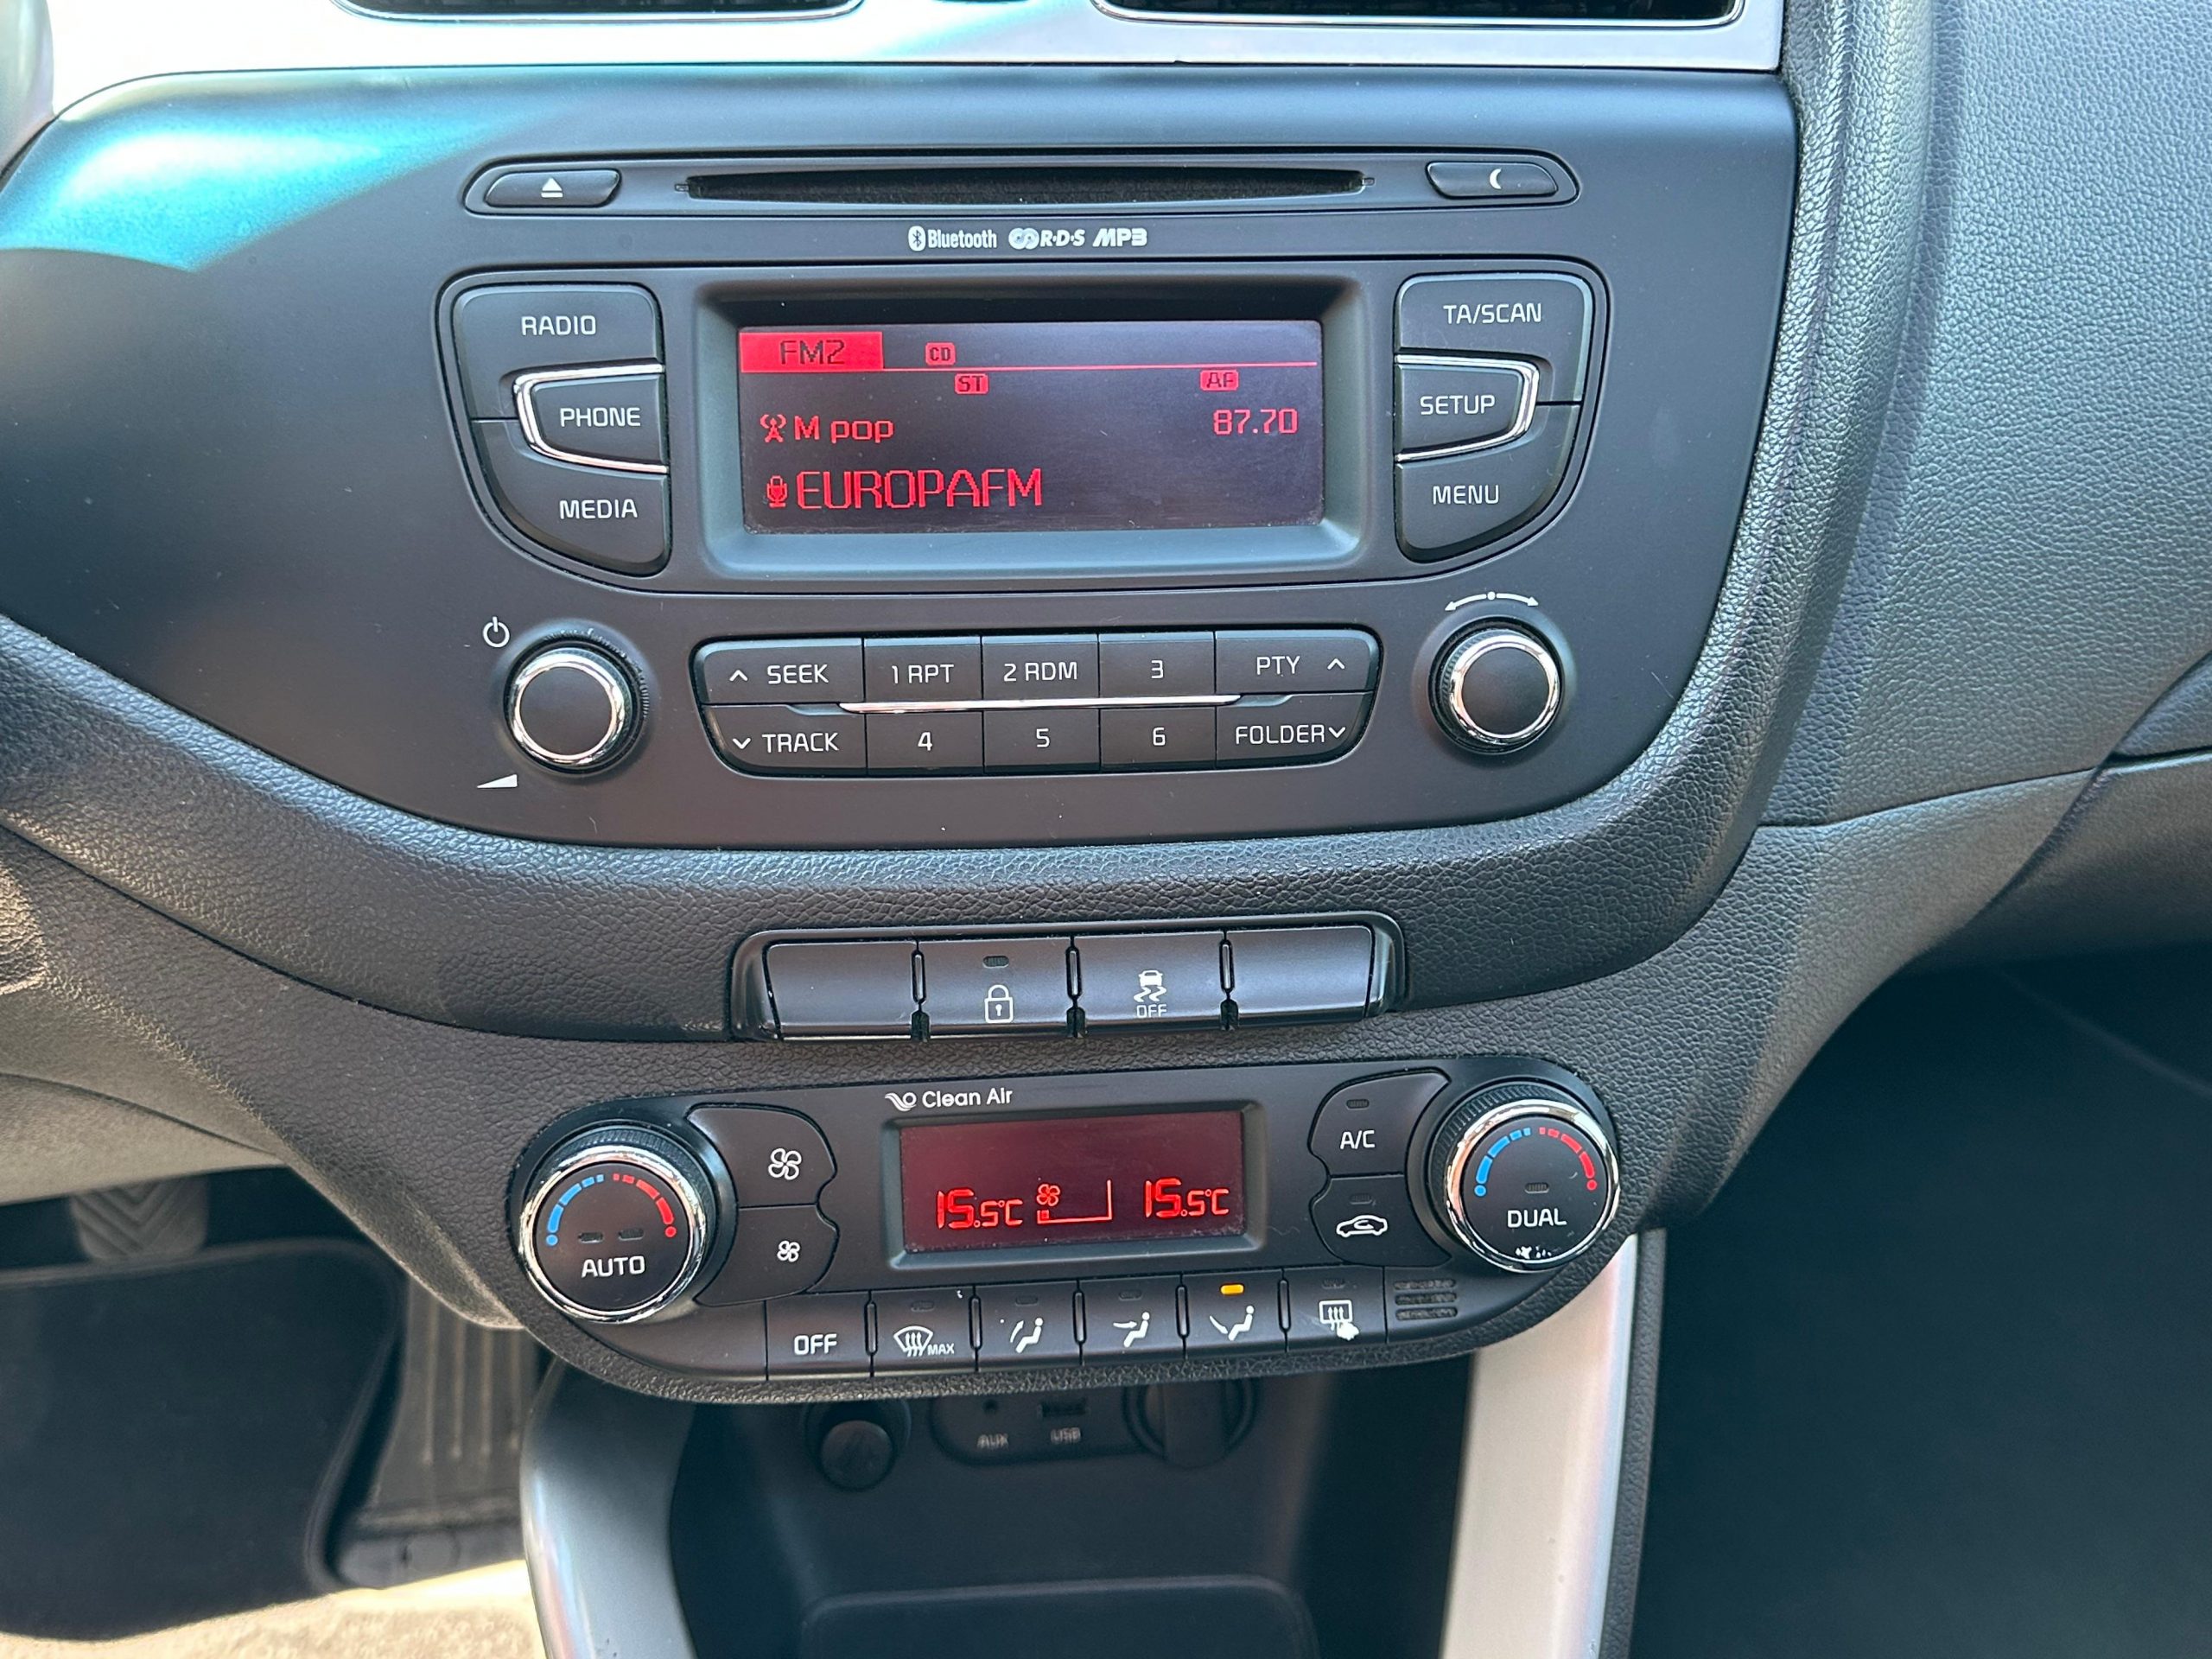 Bluetooth R·D·S MP3
RADIO
PHONE
MEDIA
FM2 CD
ST AF
M pop 87.70
EUROPAFM
TA/SCAN
SETUP
MENU
SEEK 1 RPT 2 RDM 3 PTY
TRACK 4 5 6 FOLDER
OFF
Clean Air
AUTO
15.5°C 15.5°C
A/C
DUAL
OFF MAX
AUX USB